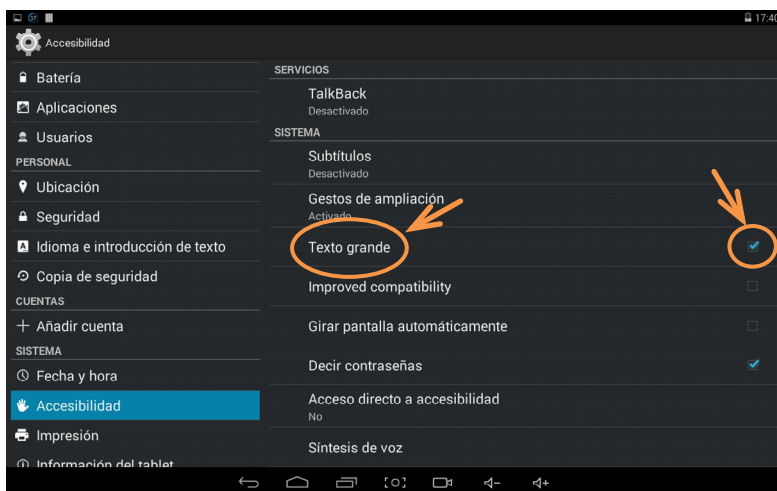 17:40
Accesibilidad
Batería
Aplicaciones
Usuarios
PERSONAL
Ubicación
Seguridad
Idioma e introducción de texto
Copia de seguridad
CUENTAS
Añadir cuenta
SISTEMA
Fecha y hora
Accesibilidad
Impresión
Información del tablet
SERVICIOS
TalkBack
Desactivado
SISTEMA
Subtítulos
Desactivado
Gestos de ampliación
Activado
Texto grande
Improved compatibility
Girar pantalla automáticamente
Decir contraseñas
Acceso directo a accesibilidad
No
Síntesis de voz